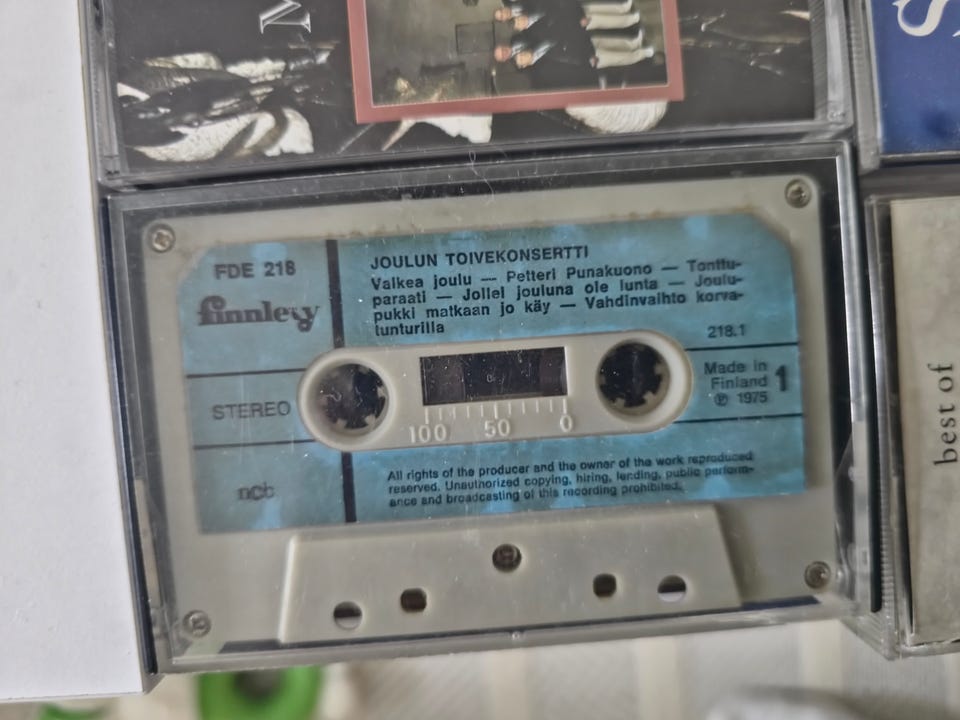 FDE 218
finnlevy
STEREO
ncb
JOULUN TOIVEKONSERTTI
Valkea joulu — Petteri Punakuono — Tonttu-
paraati — Jollei jouluna ole lunta — Joulu-
pukki matkaan jo käy — Vahdinvaihto korva-
tunturilla
218.1
Made in
Finland
℗ 1975
1
100 50 0
All rights of the producer and the owner of the work reproduced
reserved. Unauthorized copying, hiring, lending, public perform-
ance and broadcasting of this recording prohibited.
best of